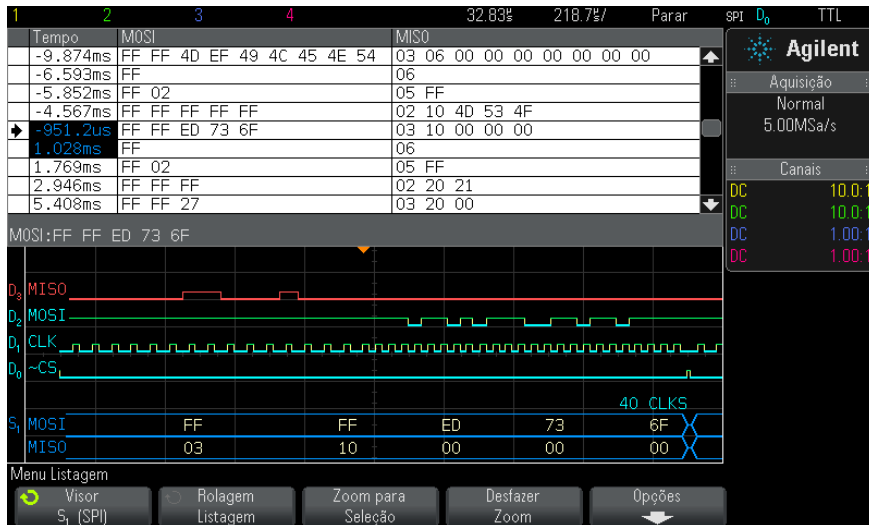 1 2 3 4 32.83ʬs 218.7ʬs/ Parar SPI D₀ TTL
Tempo MOSI MISO
-9.874ms FF FF 4D EF 49 4C 45 4E 54 03 06 00 00 00 00 00 00 00
-6.593ms FF 06
-5.852ms FF 02 05 FF
-4.567ms FF FF FF FF FF 02 10 4D 53 4F
-951.2us FF FF ED 73 6F 03 10 00 00 00
1.028ms FF 06
1.769ms FF 02 05 FF
2.946ms FF FF FF 02 20 21
5.408ms FF FF 27 03 20 00
Agilent
Aquisição
Normal
5.00MSa/s
Canais
DC 10.0:1
DC 10.0:1
DC 1.00:1
DC 1.00:1
MOSI:FF FF ED 73 6F
D₃ MISO
D₂ MOSI
D₁ CLK
D₀ ~CS
40 CLKS
S₁ MOSI FF FF ED 73 6F
MISO 03 10 00 00 00
Menu Listagem
Visor Rolagem Zoom para Desfazer Opções
S₁ (SPI) Listagem Seleção Zoom